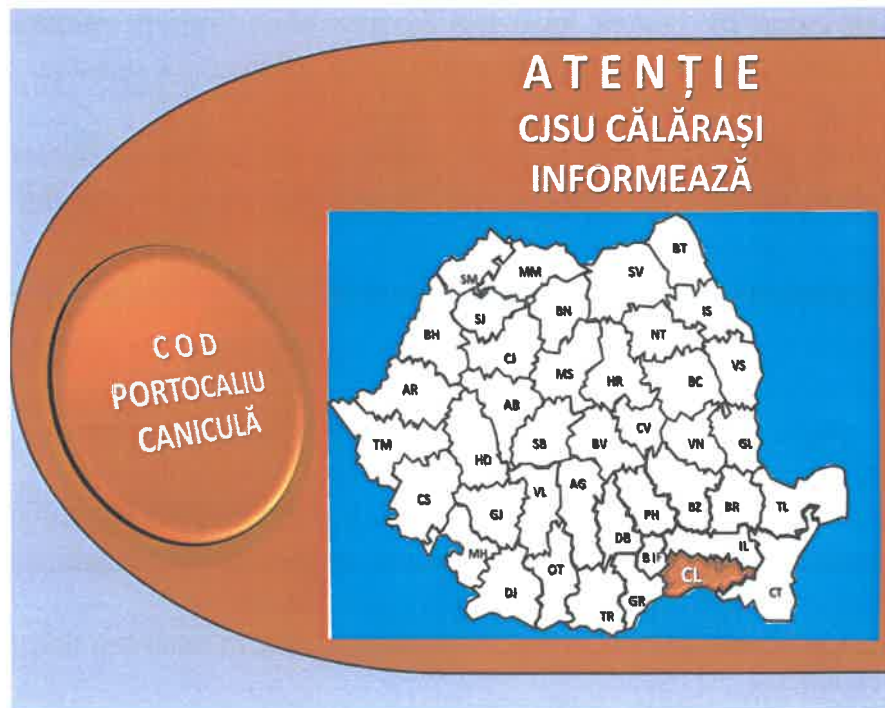 ATENȚIE
CJSU CĂLĂRAȘI
INFORMEAZĂ
COD
PORTOCALIU
CANICULĂ
BT
SM
MM
SV
SJ
BN
IS
BH
NT
CJ
VS
MS
HR
BC
AR
AB
CV
TM
SB
BV
VN
GL
HD
CS
VL
AG
GJ
PH
BZ
BR
TL
DB
IL
MH
BIF
CL
OT
CT
DJ
GR
TR